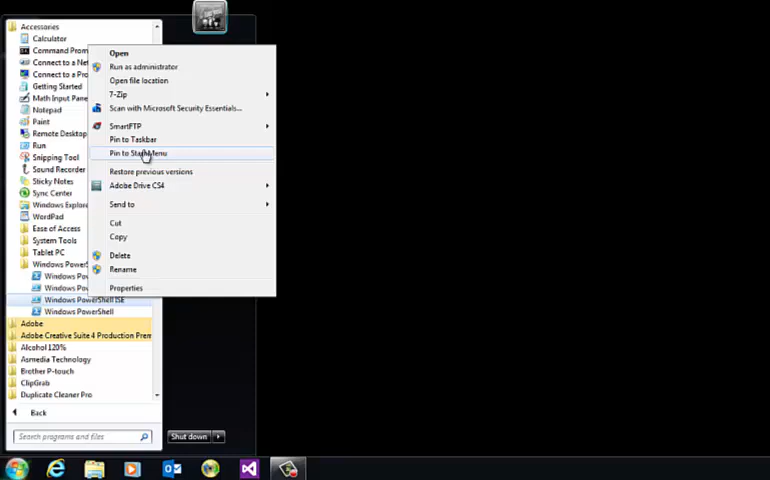 Accessories
Calculator
Command Prom
Connect to a Ne
Connect to a Pro
Getting Started
Math Input Pane
Notepad
Paint
Remote Desktop
Run
Snipping Tool
Sound Recorder
Sticky Notes
Sync Center
Windows Explore
WordPad
Ease of Access
System Tools
Tablet PC
Windows PowerS
Windows Pov
Windows Pov
Windows PowerShell ISE
Windows PowerShell
Adobe
Adobe Creative Suite 4 Production Prem
Alcohol 120%
Asmedia Technology
Brother P-touch
ClipGrab
Duplicate Cleaner Pro
Back
Search programs and files
Shut down
Open
Run as administrator
Open file location
7-Zip
Scan with Microsoft Security Essentials...
SmartFTP
Pin to Taskbar
Pin to Start Menu
Restore previous versions
Adobe Drive CS4
Send to
Cut
Copy
Delete
Rename
Properties